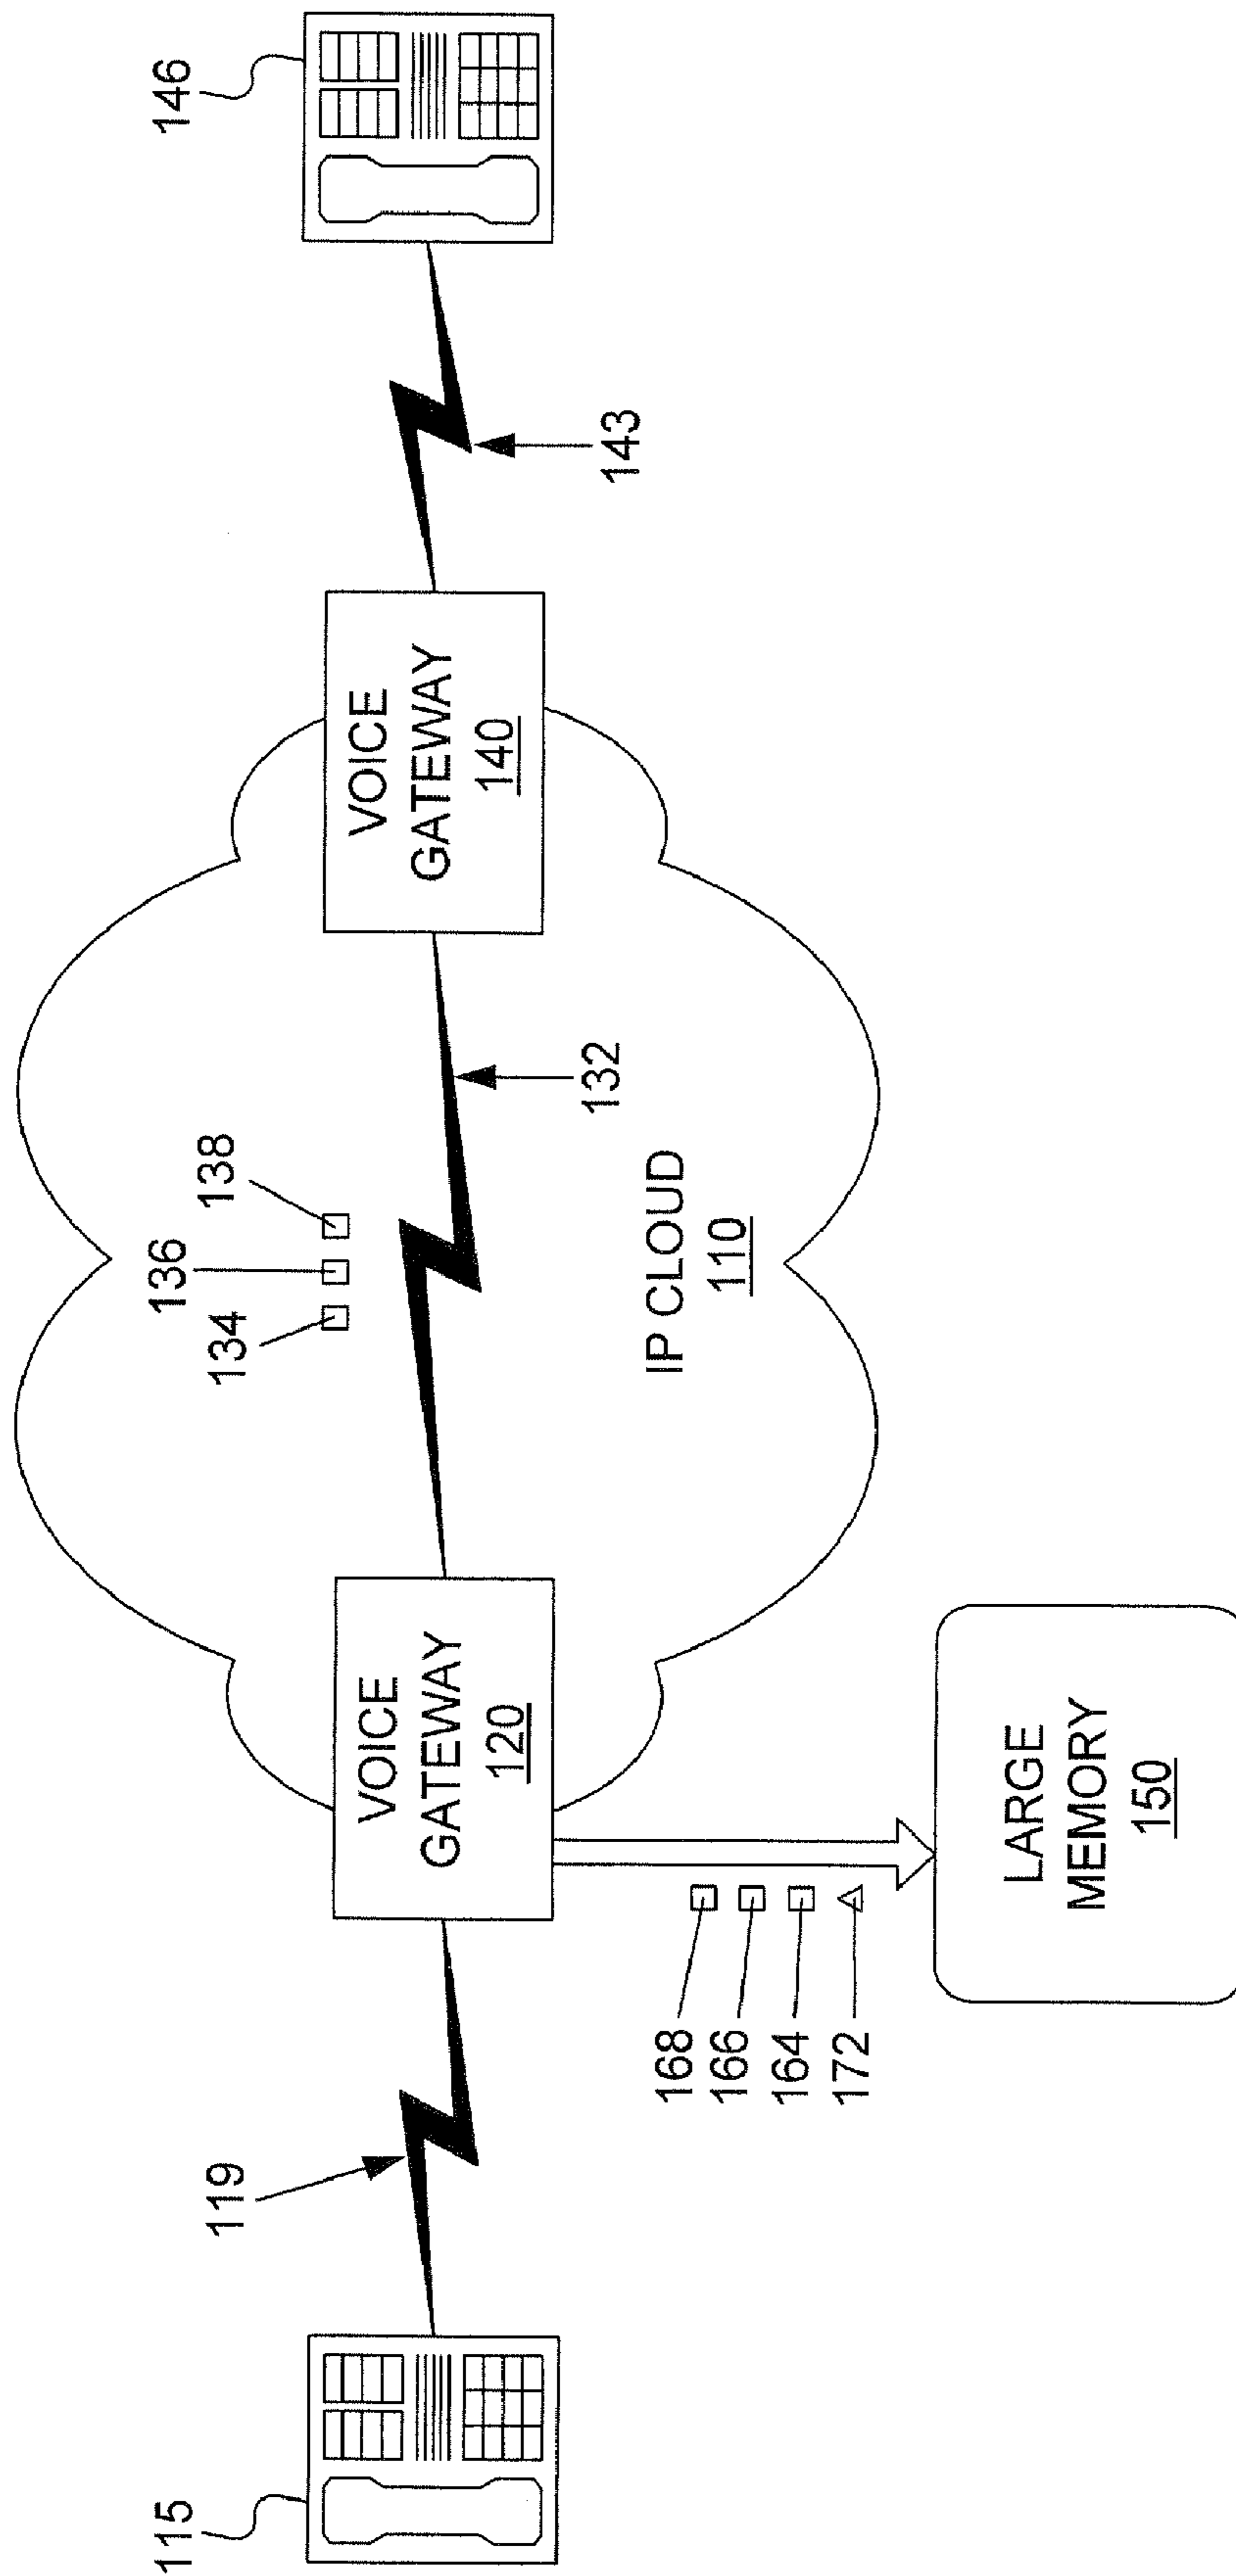 115
119
VOICE
GATEWAY
120
168
166
164
172
LARGE
MEMORY
150
134
136
138
132
IP CLOUD
110
VOICE
GATEWAY
140
143
146